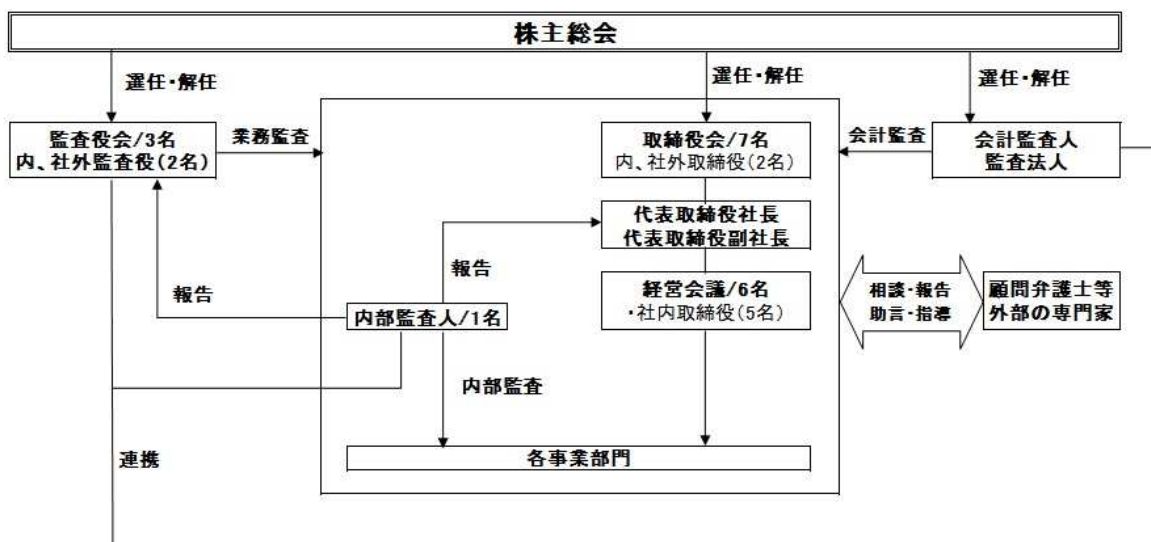 株主総会
選任・解任
選任・解任
選任・解任
監査役会/3名
内、社外監査役(2名)
業務監査
取締役会/7名
内、社外取締役(2名)
会計監査
会計監査人
監査法人
代表取締役社長
代表取締役副社長
報告
報告
経営会議/6名
・社内取締役(5名)
相談・報告
助言・指導
顧問弁護士等
外部の専門家
内部監査人/1名
内部監査
各事業部門
連携